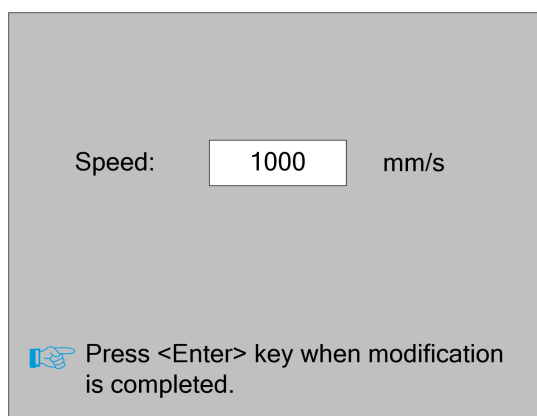 Speed: 1000 mm/s
Press <Enter> key when modification
is completed.